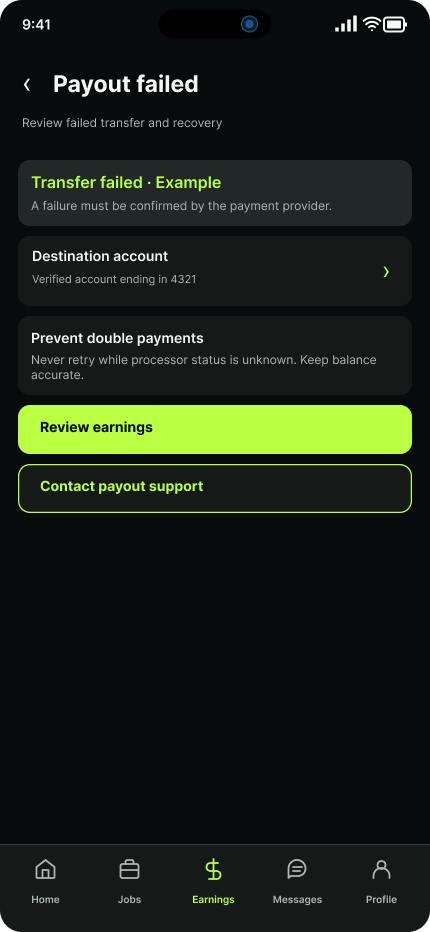 9:41
‹ Payout failed
Review failed transfer and recovery
Transfer failed · Example
A failure must be confirmed by the payment provider.
Destination account
Verified account ending in 4321
›
Prevent double payments
Never retry while processor status is unknown. Keep balance
accurate.
Review earnings
Contact payout support
Home Jobs Earnings Messages Profile